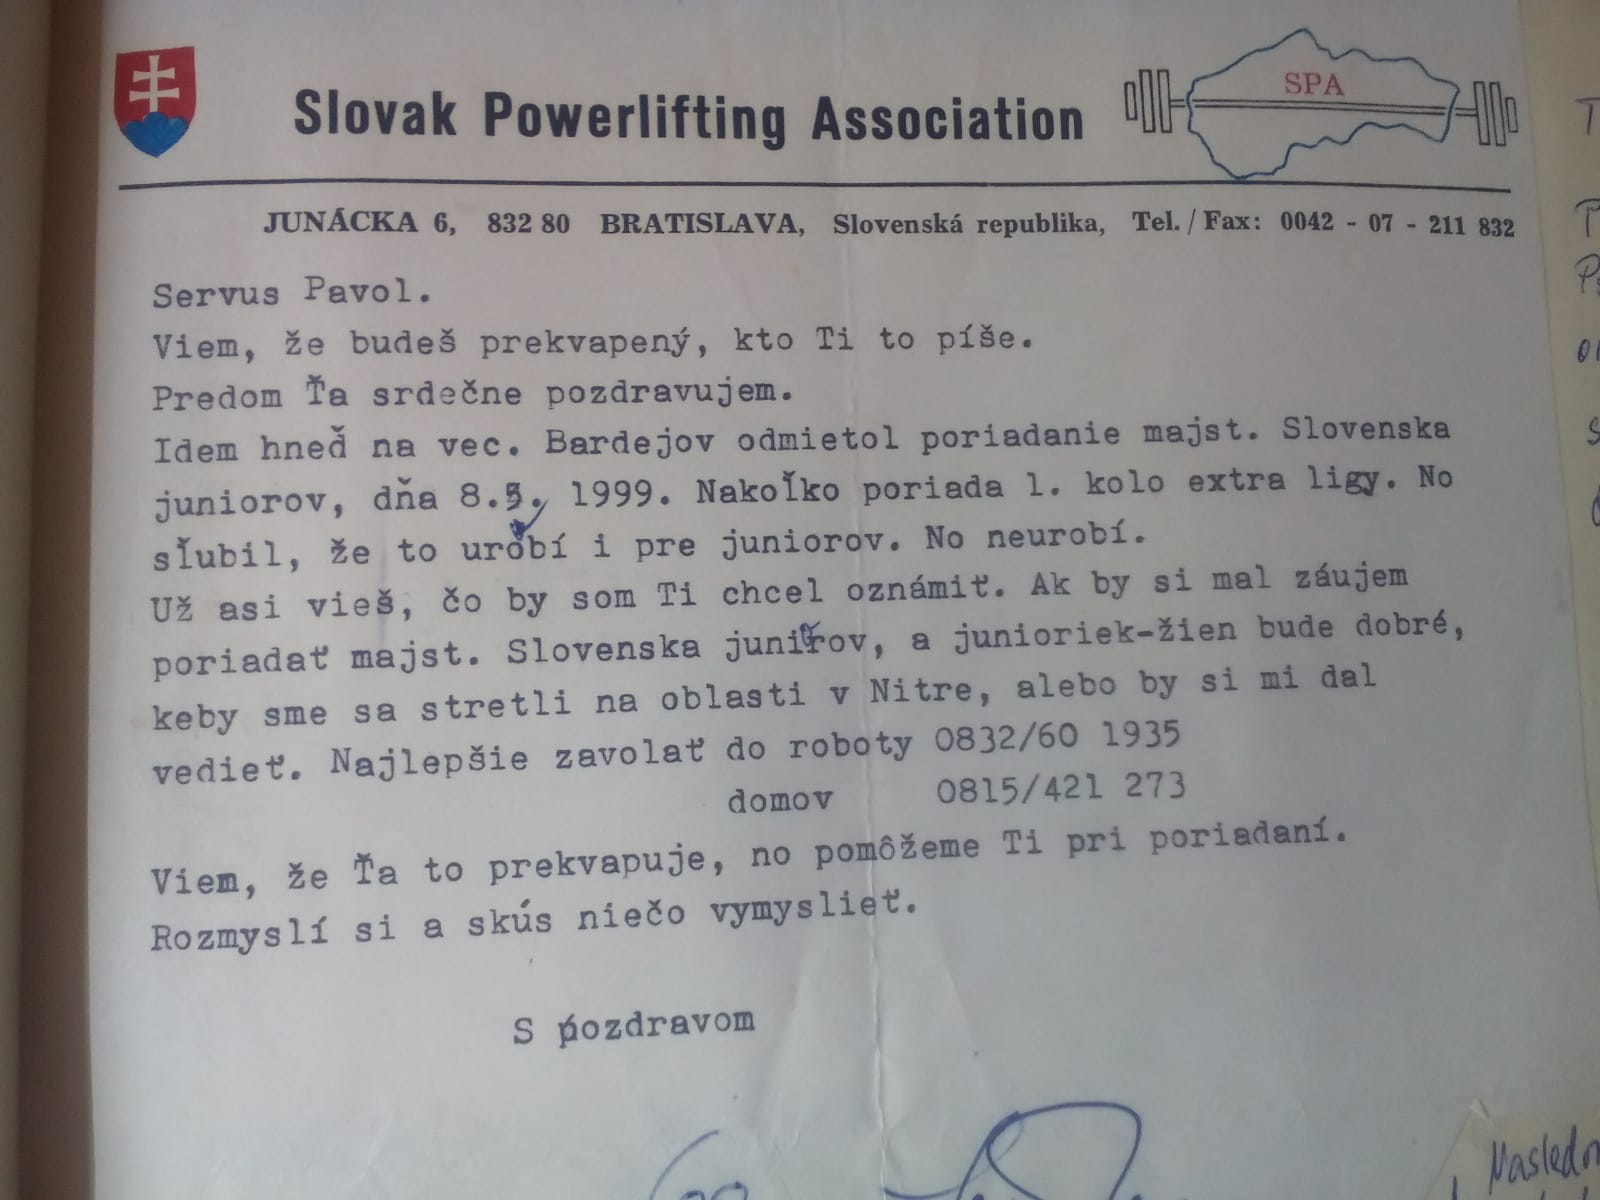 Slovak Powerlifting Association
SPA
JUNÁCKA 6, 832 80 BRATISLAVA, Slovenská republika, Tel. / Fax: 0042 - 07 - 211 832
Servus Pavol.
Viem, že budeš prekvapený, kto Ti to píše.
Predom Ťa srdečne pozdravujem.
Idem hneď na vec. Bardejov odmietol poriadanie majst. Slovenska
juniorov, dňa 8.5. 1999. Nakoľko poriada 1. kolo extra ligy. No
sľubil, že to urobí i pre juniorov. No neurobí.
Už asi vieš, čo by som Ti chcel oznámiť. Ak by si mal záujem
poriadať majst. Slovenska junirov, a junioriek-žien bude dobré,
keby sme sa stretli na oblasti v Nitre, alebo by si mi dal
vedieť. Najlepšie zavolať do roboty 0832/60 1935
domov 0815/421 273
Viem, že Ťa to prekvapuje, no pomôžeme Ti pri poriadaní.
Rozmyslí si a skús niečo vymyslieť.
S pozdravom